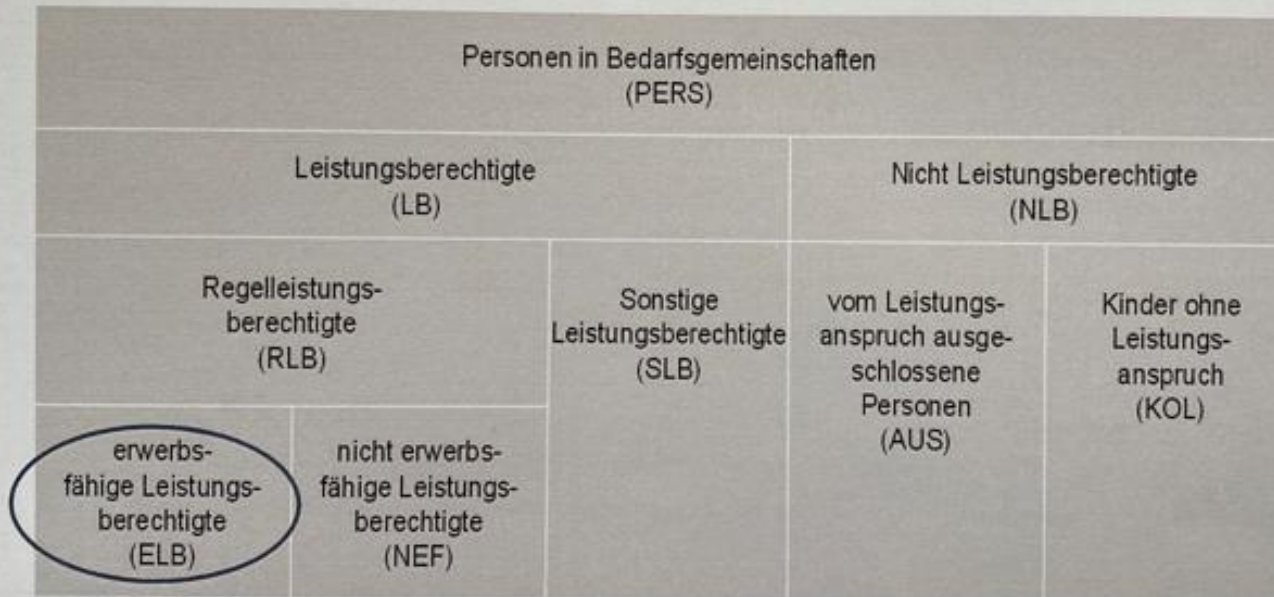 Personen in Bedarfsgemeinschaften
(PERS)
Leistungsberechtigte
(LB)
Nicht Leistungsberechtigte
(NLB)
Regelleistungs-
berechtigte
(RLB)
Sonstige
Leistungsberechtigte
(SLB)
vom Leistungs-
anspruch ausge-
schlossene
Personen
(AUS)
Kinder ohne
Leistungs-
anspruch
(KOL)
erwerbs-
fähige Leistungs-
berechtigte
(ELB)
nicht erwerbs-
fähige Leistungs-
berechtigte
(NEF)